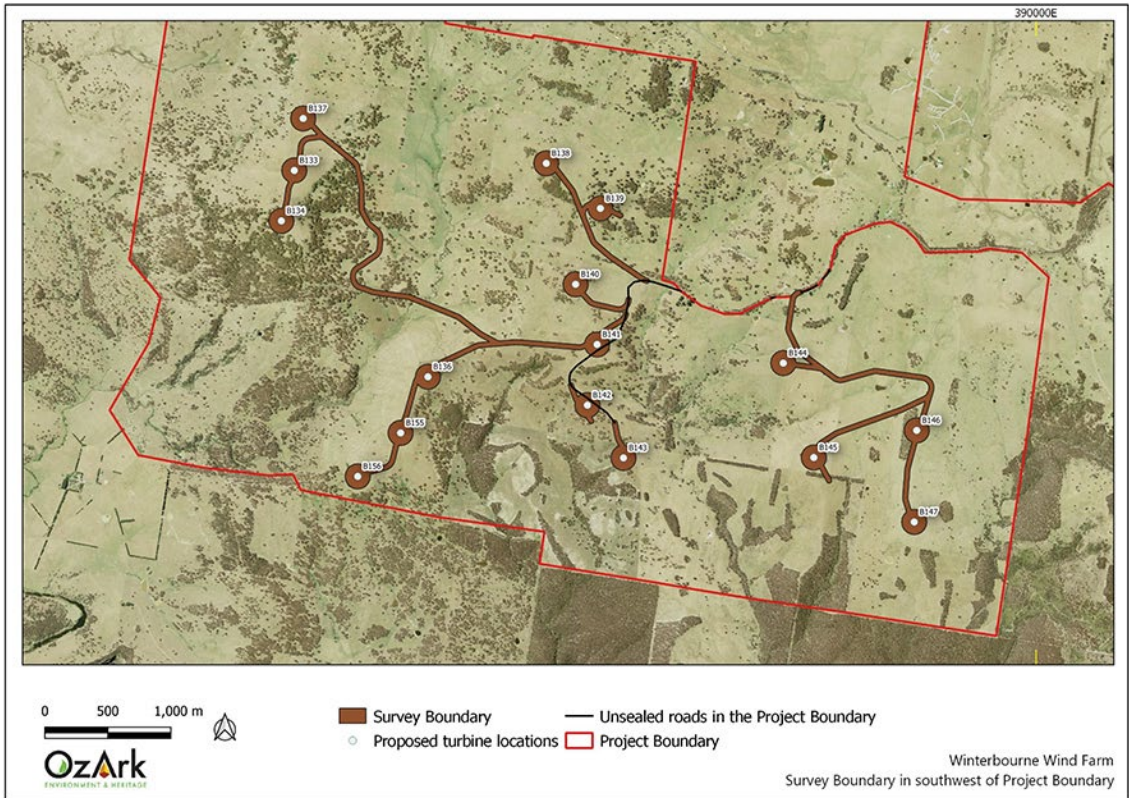 390000E
B137
B138
B133
B139
B134
B140
B141
B144
B136
B142
B155
B146
B143
B145
B156
B147
0 500 1,000 m
Survey Boundary
Unsealed roads in the Project Boundary
Proposed turbine locations
Project Boundary
OzArk
ENVIRONMENT & HERITAGE
Winterbourne Wind Farm
Survey Boundary in southwest of Project Boundary